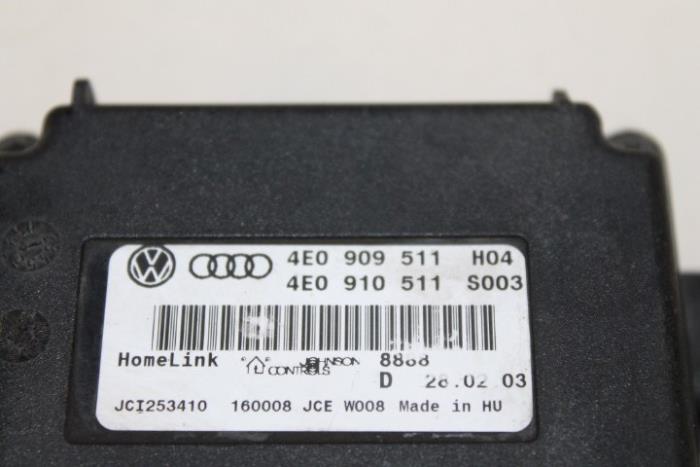 4E0 909 511 H04
4E0 910 511 S003
HomeLink JOHNSON CONTROLS 8888
D 28.02.03
JCI253410 160008 JCE W008 Made in HU